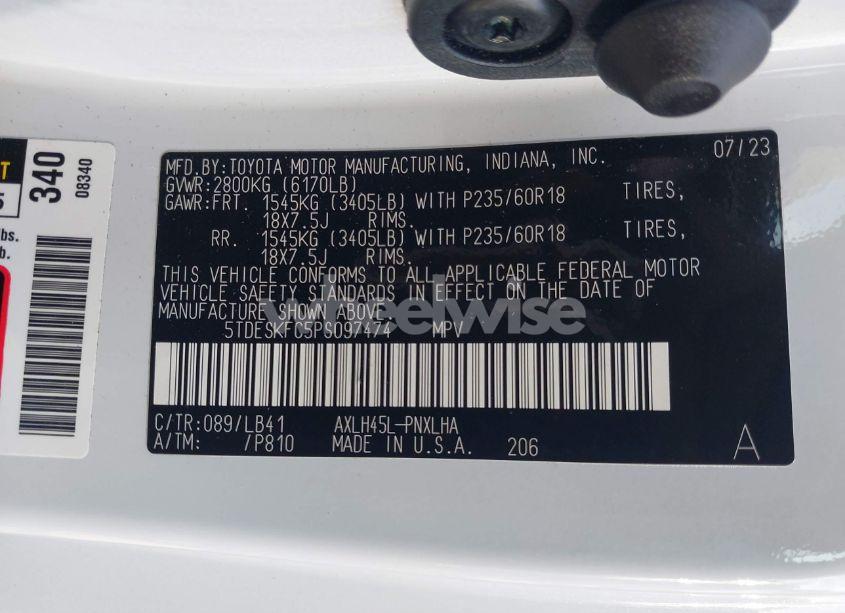 T
5
340
08340
lbs.
b.
07/23
MFD.BY:TOYOTA MOTOR MANUFACTURING, INDIANA, INC.
GVWR:2800KG (6170LB)
GAWR:FRT. 1545KG (3405LB) WITH P235/60R18 TIRES,
18X7.5J RIMS.
RR. 1545KG (3405LB) WITH P235/60R18 TIRES,
18X7.5J RIMS.
THIS VEHICLE CONFORMS TO ALL APPLICABLE FEDERAL MOTOR
VEHICLE SAFETY STANDARDS IN EFFECT ON THE DATE OF
MANUFACTURE SHOWN ABOVE.
wheelwise
5TDESKFC5PS097474 MPV
C/TR:089/LB41 AXLH45L-PNXLHA
A/TM: /P810 MADE IN U.S.A. 206 A